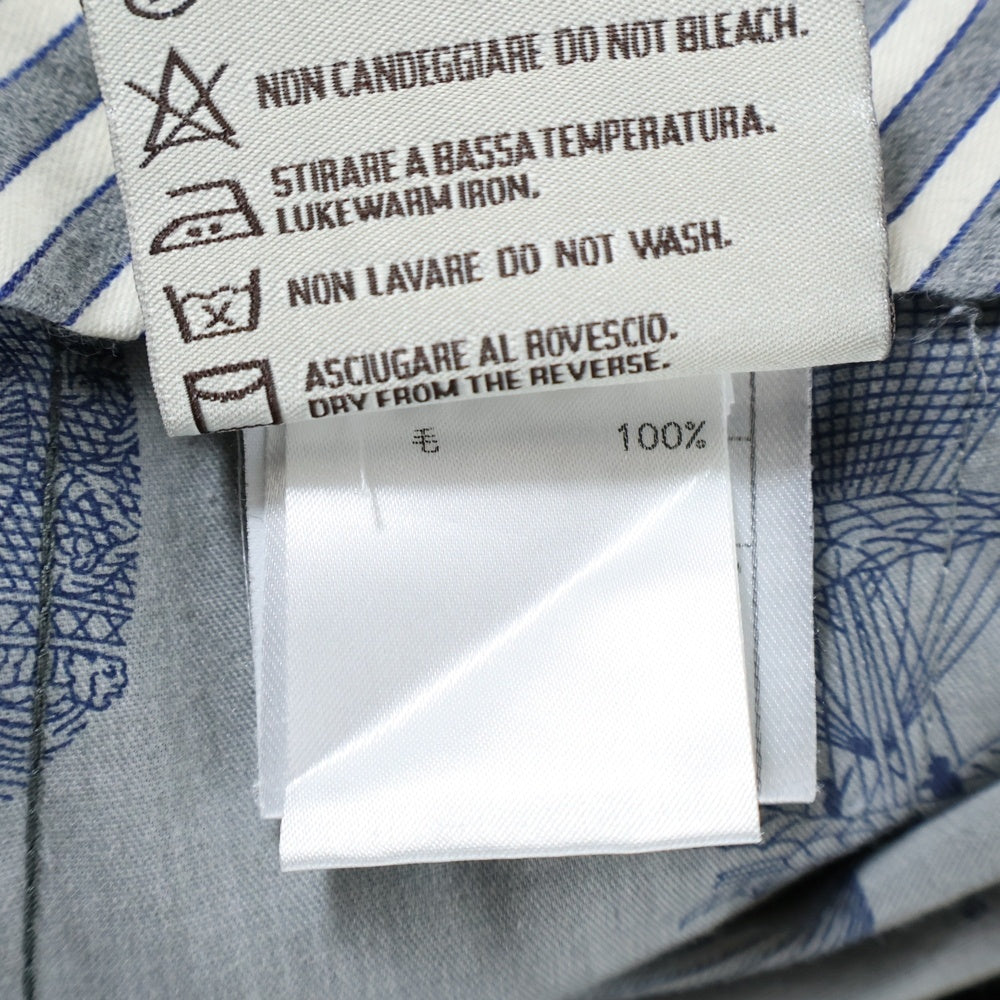 NON CANDEGGIARE DO NOT BLEACH.
STIRARE A BASSA TEMPERATURA.
LUKEWARM IRON.
NON LAVARE DO NOT WASH.
ASCIUGARE AL ROVESCIO.
DRY FROM THE REVERSE.
毛 100%